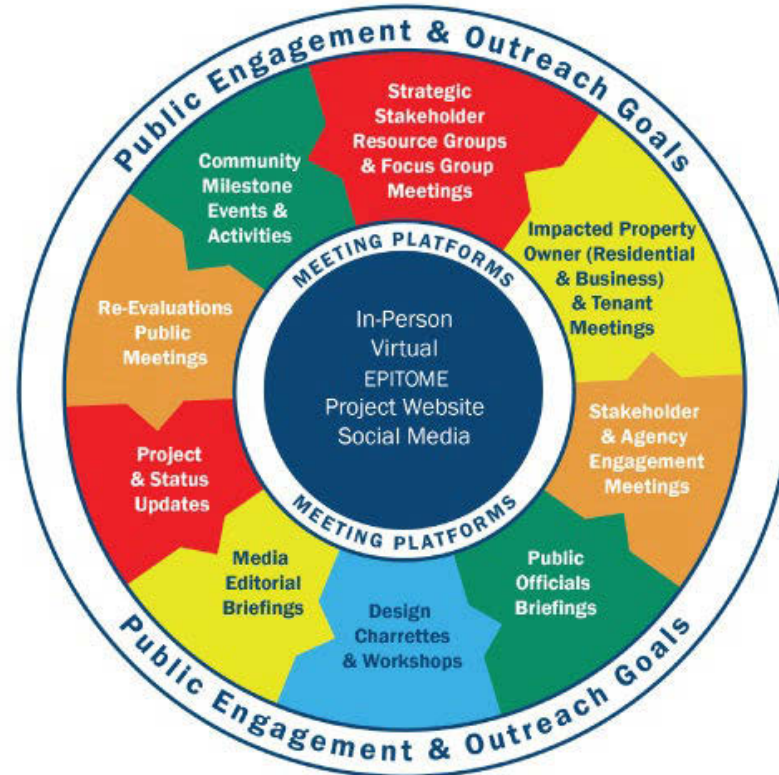 Public Engagement & Outreach Goals
Strategic
Stakeholder
Resource Groups
& Focus Group
Meetings
Impacted Property
Owner (Residential
& Business)
& Tenant
Meetings
Stakeholder
& Agency
Engagement
Meetings
Public
Officials
Briefings
Design
Charrettes
& Workshops
Media
Editorial
Briefings
Project
& Status
Updates
Re-Evaluations
Public
Meetings
Community
Milestone
Events &
Activities
MEETING PLATFORMS
In-Person
Virtual
EPITOME
Project Website
Social Media
MEETING PLATFORMS
Public Engagement & Outreach Goals